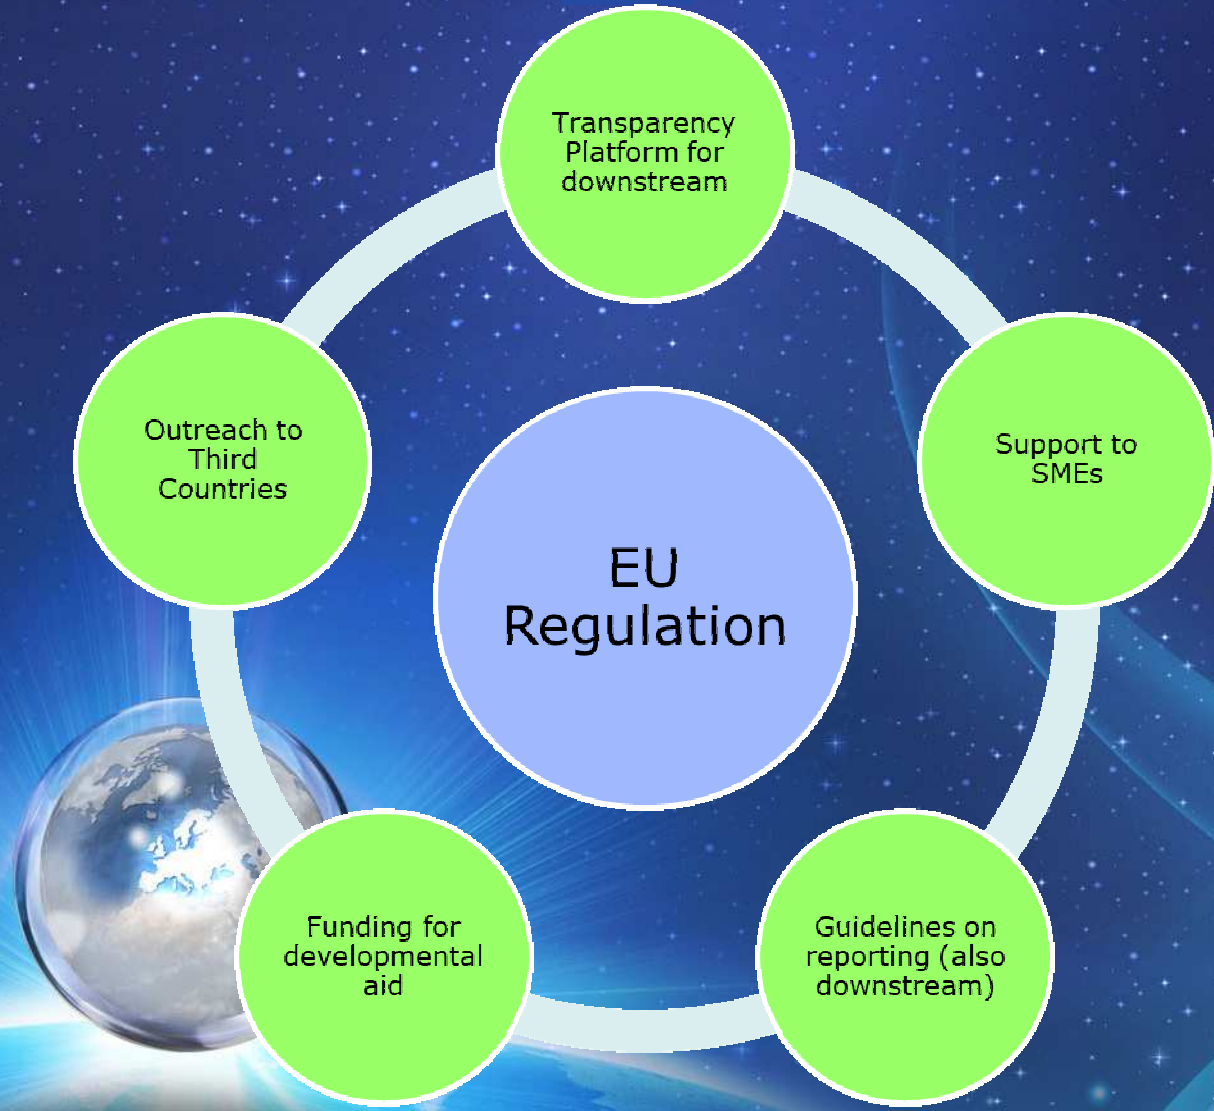 Transparency
Platform for
downstream
Outreach to
Third
Countries
Support to
SMEs
EU
Regulation
Funding for
developmental
aid
Guidelines on
reporting (also
downstream)